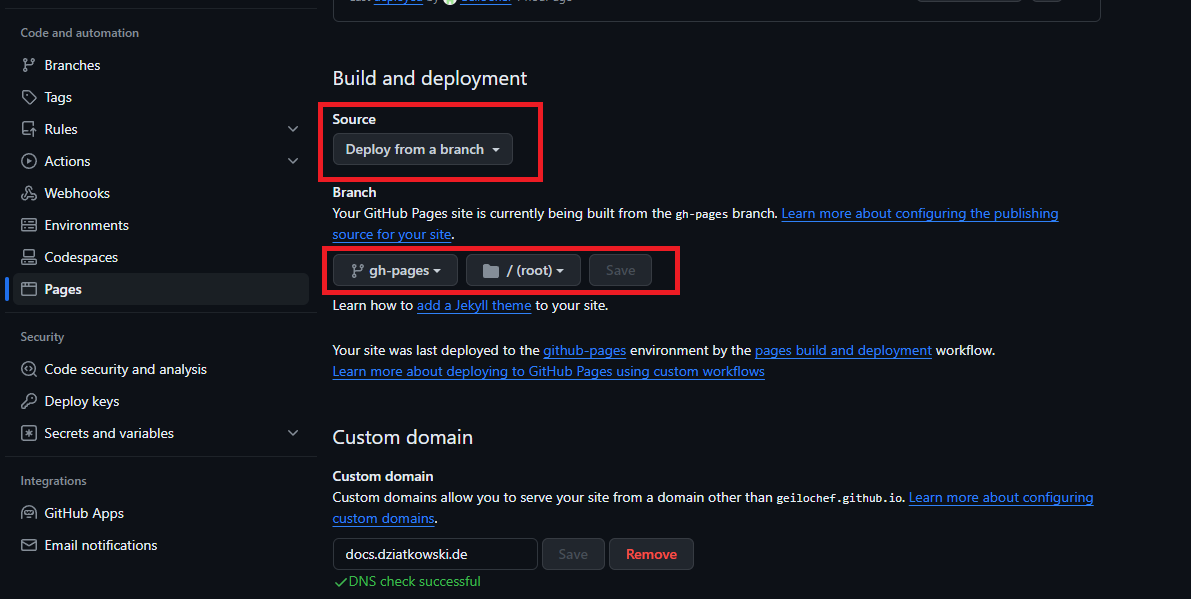 Code and automation
Branches
Tags
Rules
Actions
Webhooks
Environments
Codespaces
Pages
Security
Code security and analysis
Deploy keys
Secrets and variables
Integrations
GitHub Apps
Email notifications
Build and deployment
Source
Deploy from a branch
Branch
Your GitHub Pages site is currently being built from the gh-pages branch. Learn more about configuring the publishing
source for your site.
gh-pages / (root) Save
Learn how to add a Jekyll theme to your site.
Your site was last deployed to the github-pages environment by the pages build and deployment workflow.
Learn more about deploying to GitHub Pages using custom workflows
Custom domain
Custom domain
Custom domains allow you to serve your site from a domain other than geilochef.github.io. Learn more about configuring
custom domains.
docs.dziatkowski.de Save Remove
DNS check successful